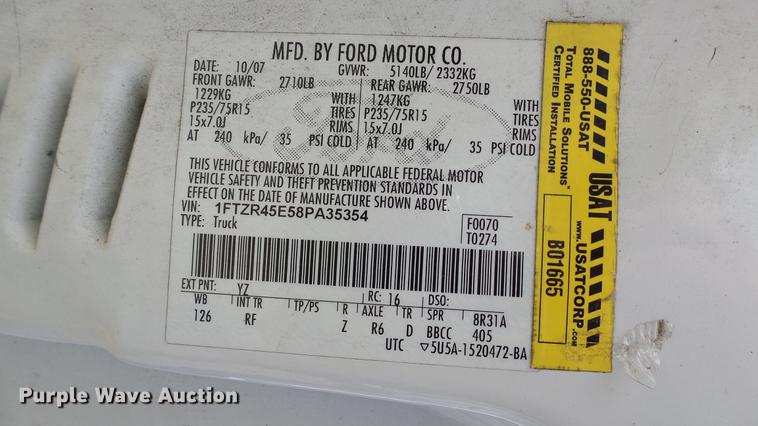 MFD. BY FORD MOTOR CO.
DATE: 10/07 GVWR: 5140LB/ 2332KG
FRONT GAWR: 2710LB REAR GAWR: 2750LB
1229KG WITH 1247KG WITH
P235/75R15 TIRES P235/75R15 TIRES
15x7.0J RIMS 15x7.0J RIMS
AT 240 kPa/ 35 PSI COLD AT 240 kPa/ 35 PSI COLD
Ford
THIS VEHICLE CONFORMS TO ALL APPLICABLE FEDERAL MOTOR
VEHICLE SAFETY AND THEFT PREVENTION STANDARDS IN
EFFECT ON THE DATE OF MANUFACTURE SHOWN ABOVE.
VIN: 1FTZR45E58PA35354 F0070
TYPE: Truck T0274
EXT PNT: YZ RC: 16 DSO:
WB INT TR TP/PS R AXLE TR SPR 8R31A
126 RF Z R6 D BBCC 405
UTC ▽5U5A-1520472-BA
888-550-USAT
TOTAL MOBILE SOLUTIONS™
CERTIFIED INSTALLATION
USAT
www.USATCORP.com
B01665
Purple Wave Auction